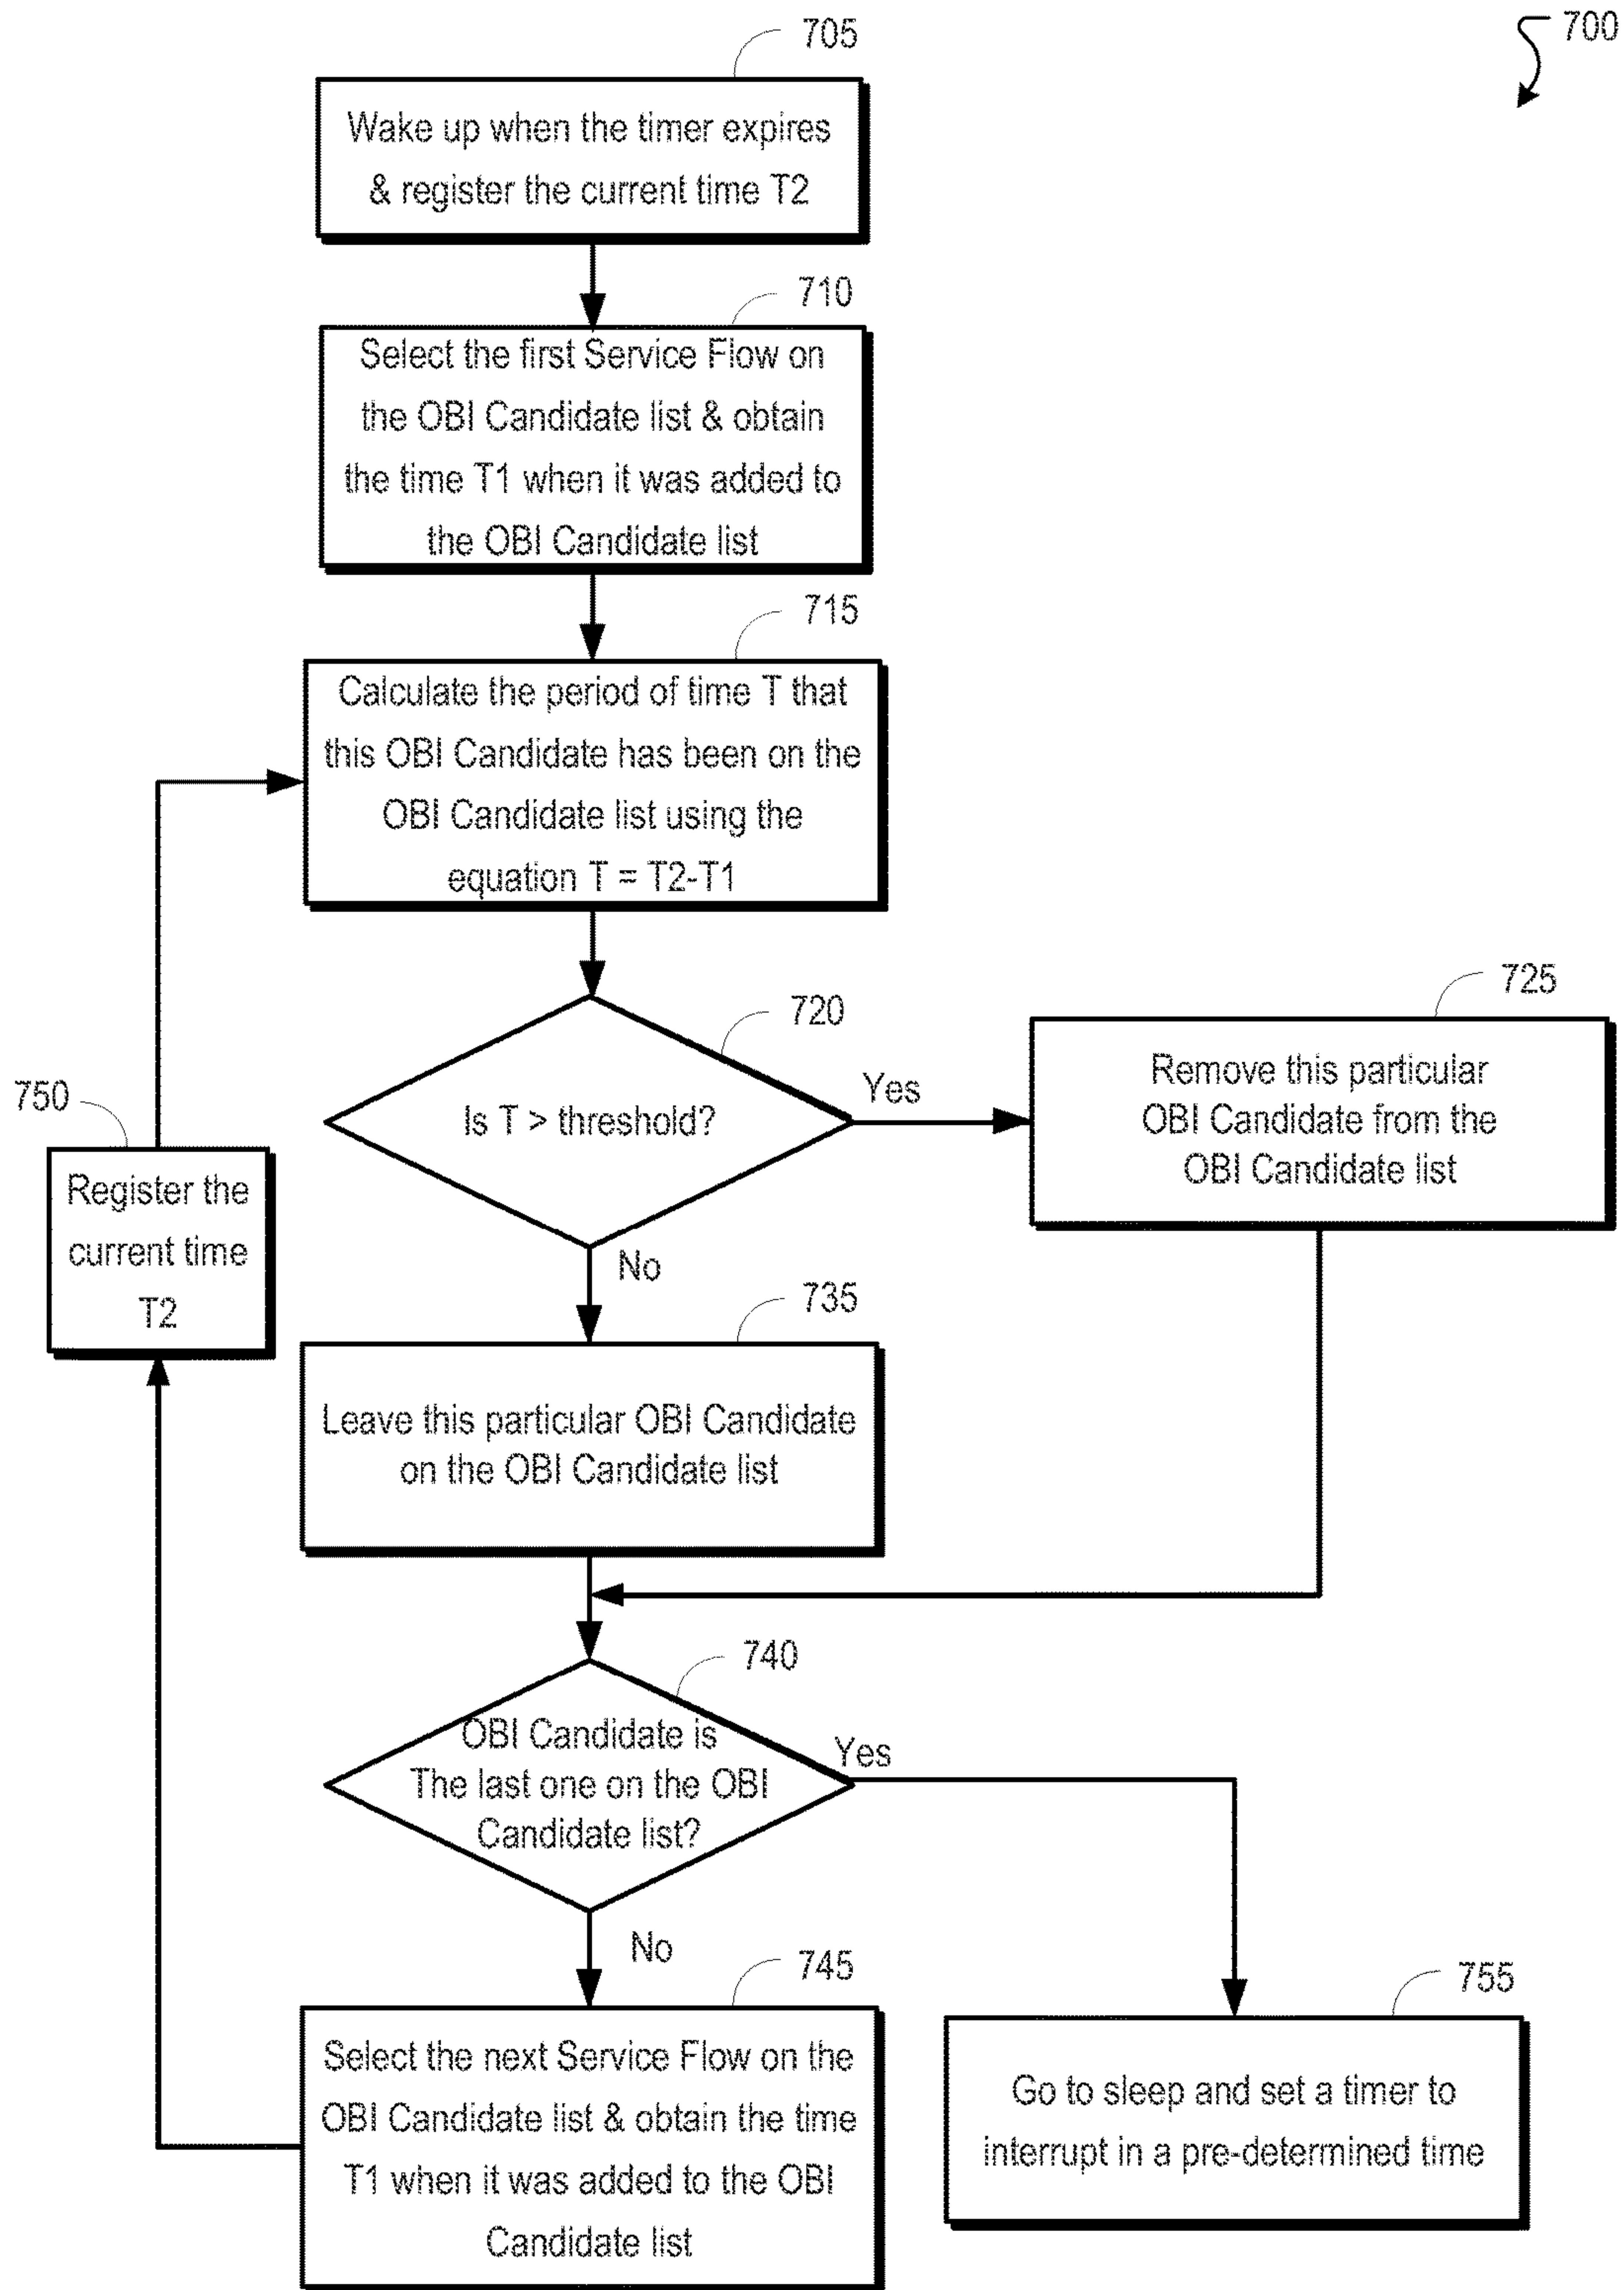 700
705
Wake up when the timer expires
& register the current time T2
710
Select the first Service Flow on
the OBI Candidate list & obtain
the time T1 when it was added to
the OBI Candidate list
715
Calculate the period of time T that
this OBI Candidate has been on the
OBI Candidate list using the
equation T = T2-T1
720
Is T > threshold?
Yes
No
725
Remove this particular
OBI Candidate from the
OBI Candidate list
750
Register the
current time
T2
735
Leave this particular OBI Candidate
on the OBI Candidate list
740
OBI Candidate is
The last one on the OBI
Candidate list?
Yes
No
745
Select the next Service Flow on the
OBI Candidate list & obtain the time
T1 when it was added to the OBI
Candidate list
755
Go to sleep and set a timer to
interrupt in a pre-determined time